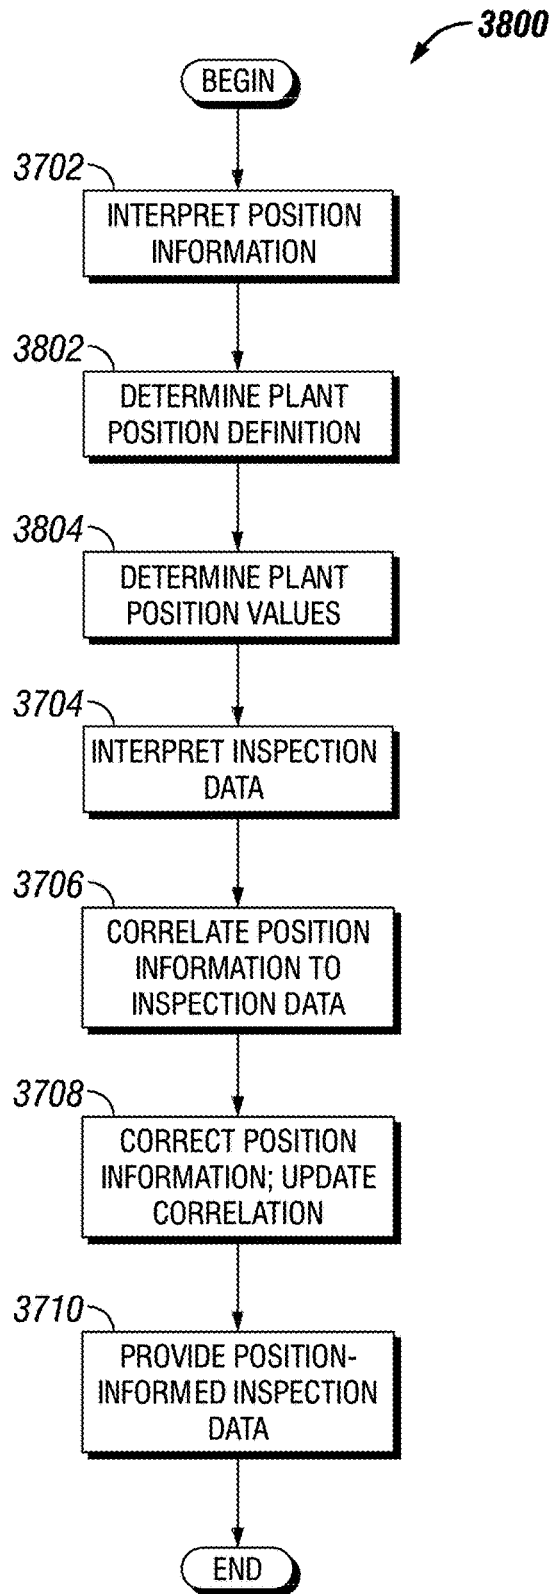 3800
BEGIN
3702
INTERPRET POSITION
INFORMATION
3802
DETERMINE PLANT
POSITION DEFINITION
3804
DETERMINE PLANT
POSITION VALUES
3704
INTERPRET INSPECTION
DATA
3706
CORRELATE POSITION
INFORMATION TO
INSPECTION DATA
3708
CORRECT POSITION
INFORMATION; UPDATE
CORRELATION
3710
PROVIDE POSITION-
INFORMED INSPECTION
DATA
END